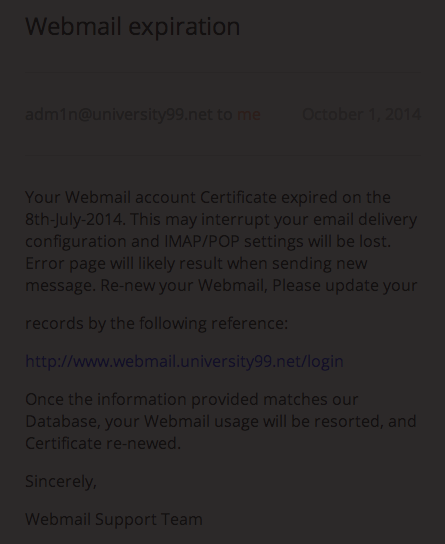 Webmail expiration
adm1n@university99.net to me October 1, 2014
Your Webmail account Certificate expired on the
8th-July-2014. This may interrupt your email delivery
configuration and IMAP/POP settings will be lost.
Error page will likely result when sending new
message. Re-new your Webmail, Please update your
records by the following reference:
http://www.webmail.university99.net/login
Once the information provided matches our
Database, your Webmail usage will be resorted, and
Certificate re-newed.
Sincerely,
Webmail Support Team